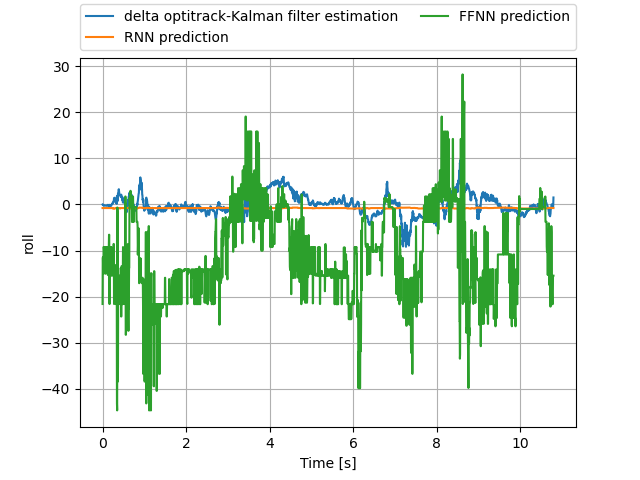 delta optitrack-Kalman filter estimation
RNN prediction
FFNN prediction
30
20
10
0
−10
−20
−30
−40
roll
0 2 4 6 8 10
Time [s]